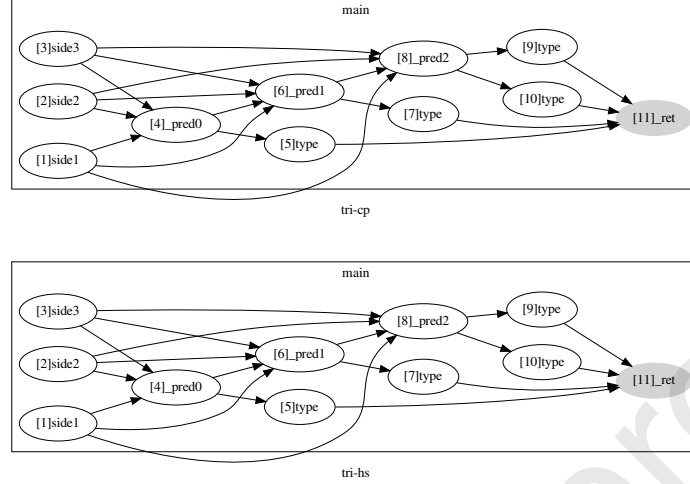 main
[3]side3
[9]type
[8]_pred2
[2]side2
[6]_pred1
[10]type
[7]type
[11]_ret
[4]_pred0
[5]type
[1]side1
tri-cp
main
[3]side3
[9]type
[8]_pred2
[2]side2
[6]_pred1
[10]type
[7]type
[11]_ret
[4]_pred0
[5]type
[1]side1
tri-hs